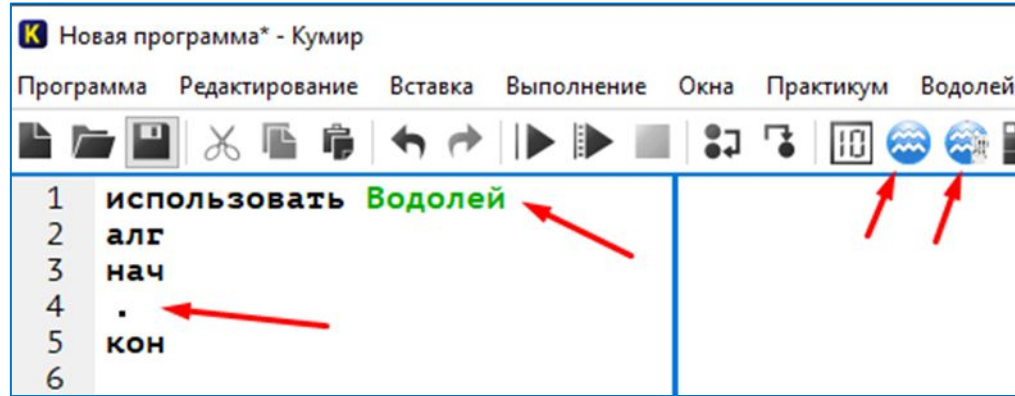 K Новая программа* - Кумир
Программа Редактирование Вставка Выполнение Окна Практикум Водолей
10
1 использовать Водолей
2 алг
3 нач
4 .
5 кон
6